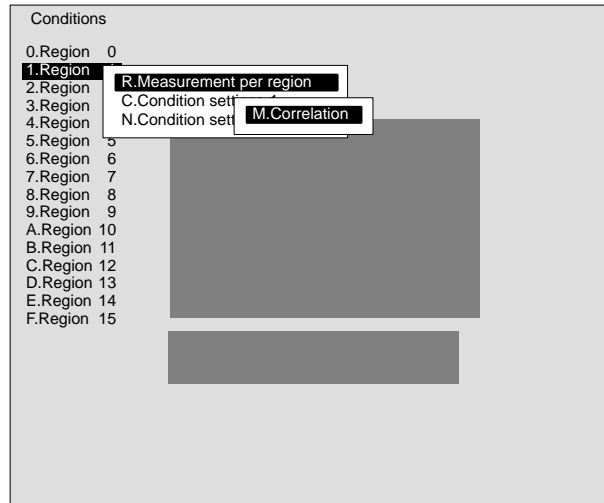 Conditions
0.Region 0
1.Region
R.Measurement per region
2.Region
C.Condition
3.Region
M.Correlation
N.Condition
4.Region
5.Region 5
6.Region 6
7.Region 7
8.Region 8
9.Region 9
A.Region 10
B.Region 11
C.Region 12
D.Region 13
E.Region 14
F.Region 15